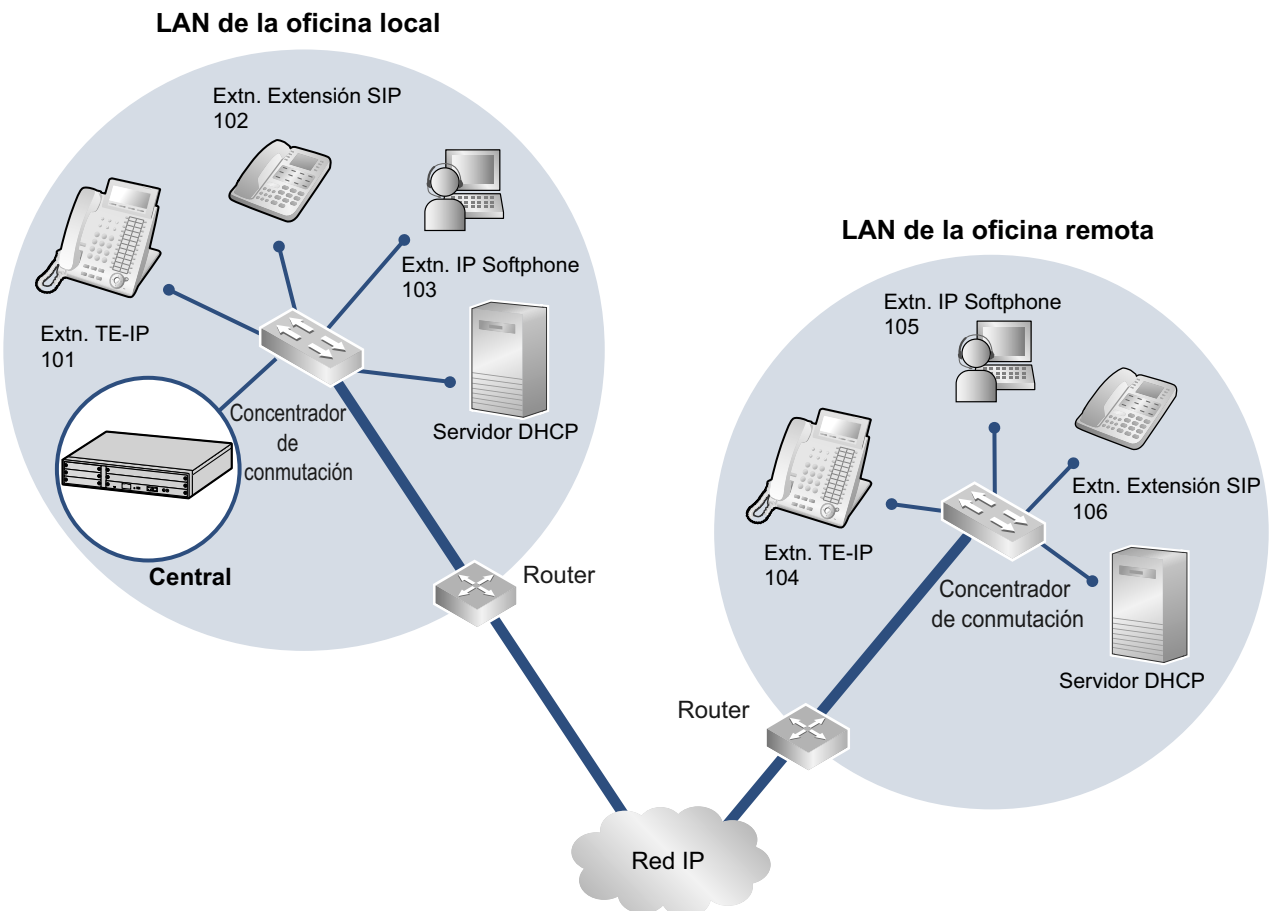 LAN de la oficina local
Extn. Extensión SIP
102
Extn. IP Softphone
103
Extn. TE-IP
101
Concentrador
de
conmutación
Servidor DHCP
Central
Router
LAN de la oficina remota
Extn. IP Softphone
105
Extn. Extensión SIP
106
Extn. TE-IP
104
Concentrador
de conmutación
Servidor DHCP
Router
Red IP